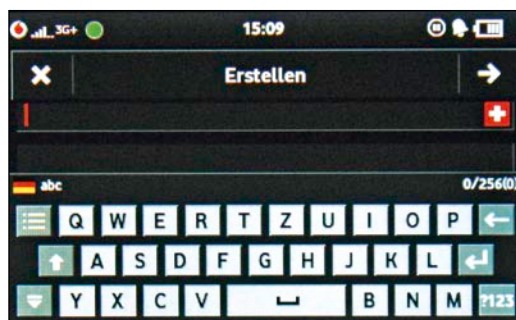 3G+ 15:09
Erstellen
abc 0/256(0)
Q W E R T Z U I O P
A S D F G H J K L
Y X C V B N M ?123